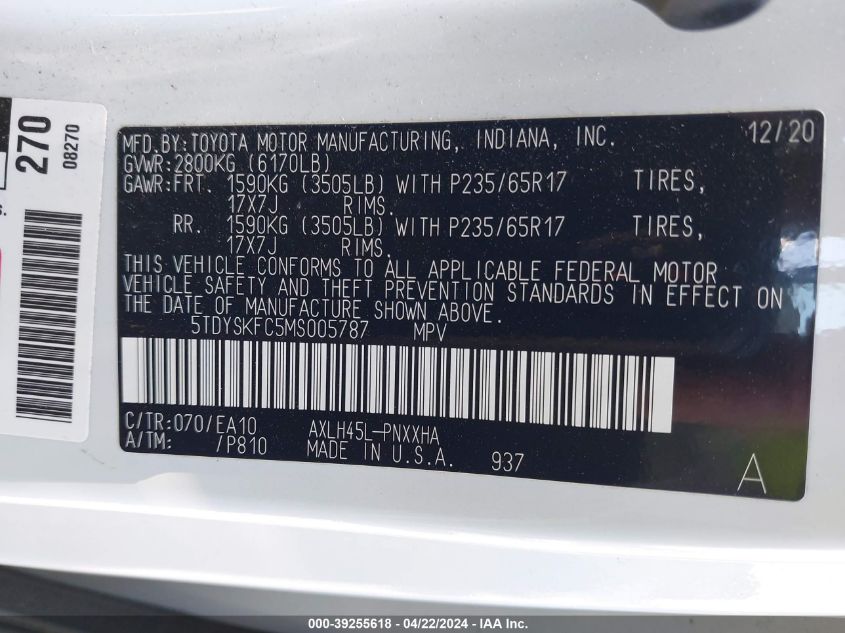 270
08270
MFD.BY:TOYOTA MOTOR MANUFACTURING, INDIANA, INC. 12/20
GVWR:2800KG (6170LB)
GAWR:FRT. 1590KG (3505LB) WITH P235/65R17 TIRES,
17X7J RIMS.
RR. 1590KG (3505LB) WITH P235/65R17 TIRES,
17X7J RIMS.
THIS VEHICLE CONFORMS TO ALL APPLICABLE FEDERAL MOTOR
VEHICLE SAFETY AND THEFT PREVENTION STANDARDS IN EFFECT ON
THE DATE OF MANUFACTURE SHOWN ABOVE.
5TDYSKFC5MS005787 MPV
C/TR:070/EA10 AXLH45L-PNXXHA
A/TM: /P810 MADE IN U.S.A. 937
A
000-39255618 - 04/22/2024 - COPYRIGHT IAA, INC.